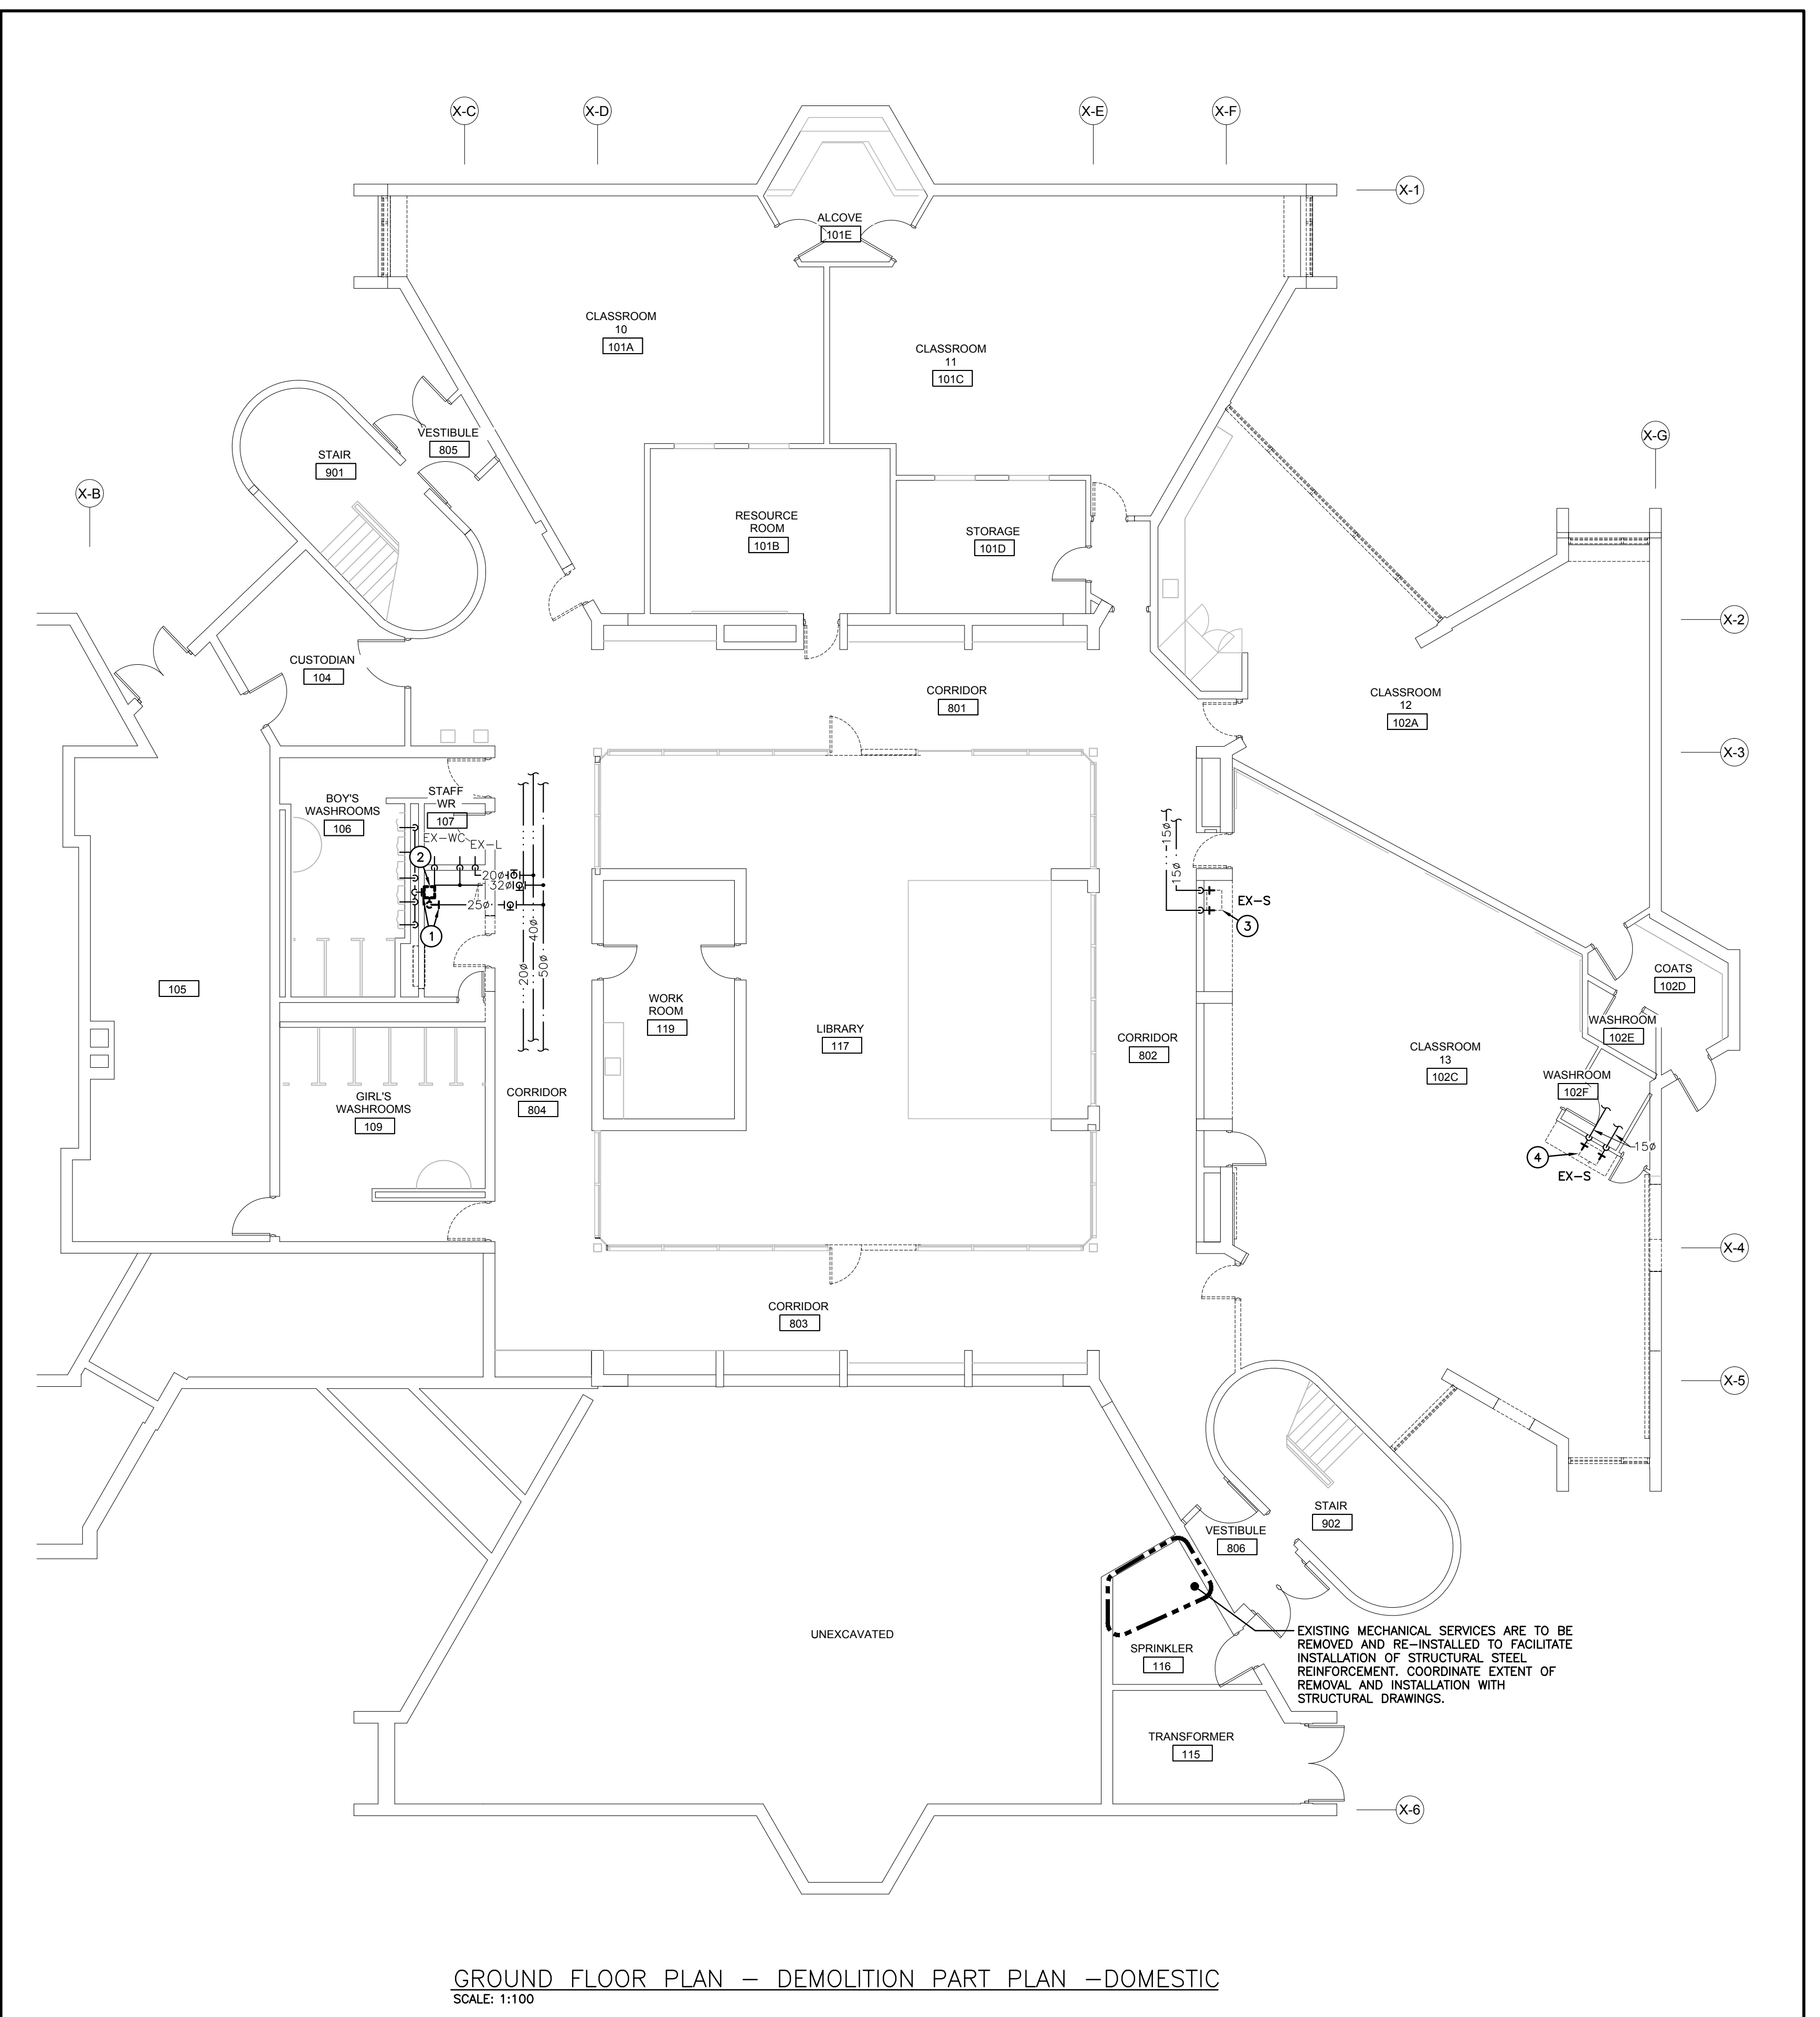 X-C
X-D
X-E
X-F
X-1
ALCOVE
101E
CLASSROOM
10
101A
CLASSROOM
11
101C
VESTIBULE
805
STAIR
901
X-G
X-B
RESOURCE
ROOM
101B
STORAGE
101D
X-2
CUSTODIAN
104
CORRIDOR
801
CLASSROOM
12
102A
X-3
BOY'S
WASHROOMS
106
STAFF
WR
107
EX-WC
EX-L
2
20ø
32ø
25ø
1
20ø
40ø
50ø
15ø
15ø
EX-S
3
105
WORK
ROOM
119
LIBRARY
117
CORRIDOR
802
COATS
102D
WASHROOM
102E
CLASSROOM
13
102C
WASHROOM
102F
15ø
4
EX-S
GIRL'S
WASHROOMS
109
CORRIDOR
804
X-4
CORRIDOR
803
X-5
STAIR
902
VESTIBULE
806
UNEXCAVATED
SPRINKLER
116
EXISTING MECHANICAL SERVICES ARE TO BE
REMOVED AND RE-INSTALLED TO FACILITATE
INSTALLATION OF STRUCTURAL STEEL
REINFORCEMENT. COORDINATE EXTENT OF
REMOVAL AND INSTALLATION WITH
STRUCTURAL DRAWINGS.
TRANSFORMER
115
X-6
GROUND FLOOR PLAN - DEMOLITION PART PLAN -DOMESTIC
SCALE: 1:100